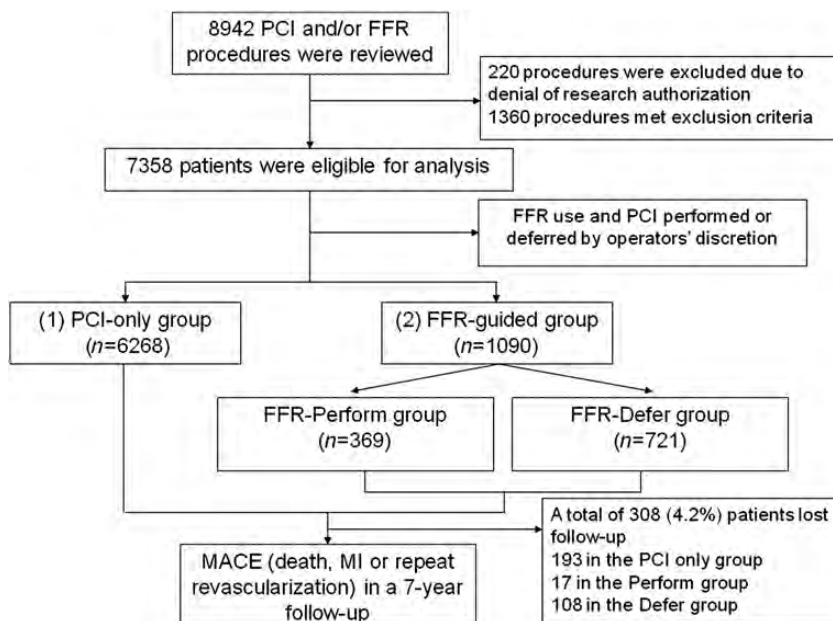 8942 PCI and/or FFR
procedures were reviewed
220 procedures were excluded due to
denial of research authorization
1360 procedures met exclusion criteria
7358 patients were eligible for analysis
FFR use and PCI performed or
deferred by operators' discretion
(1) PCI-only group
(n=6268)
(2) FFR-guided group
(n=1090)
FFR-Perform group
(n=369)
FFR-Defer group
(n=721)
A total of 308 (4.2%) patients lost
follow-up
193 in the PCI only group
17 in the Perform group
108 in the Defer group
MACE (death, MI or repeat
revascularization) in a 7-year
follow-up